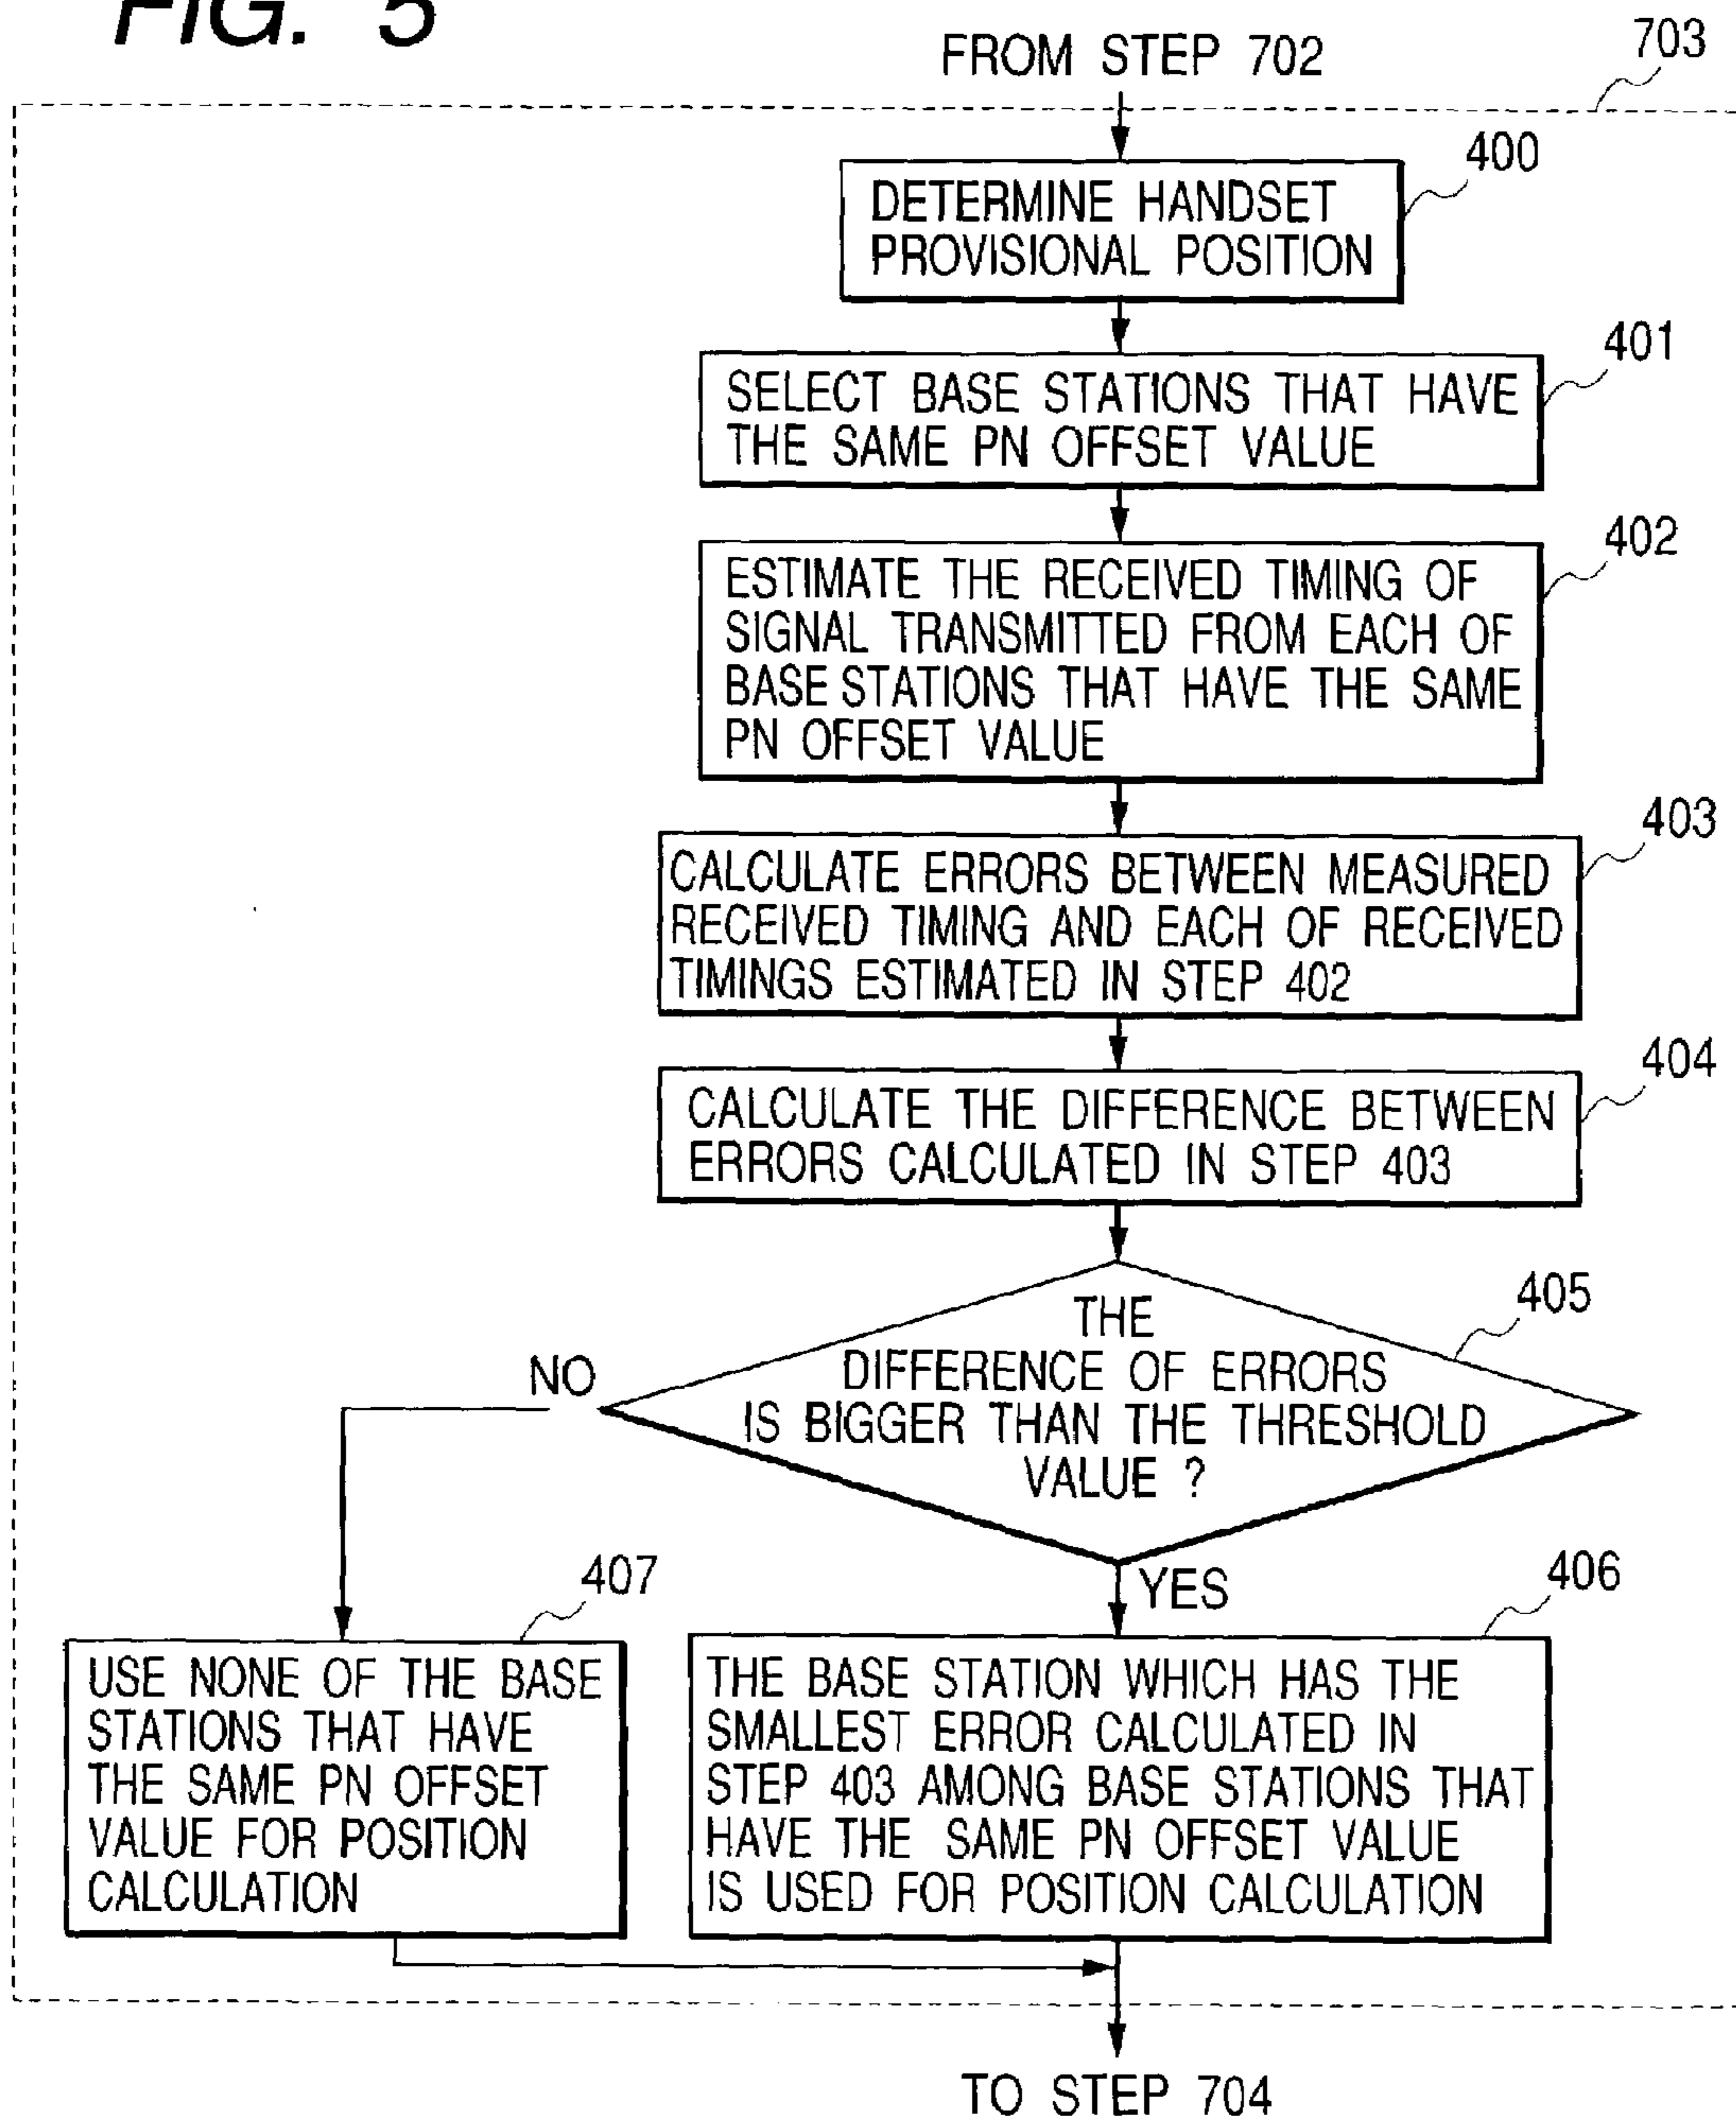 FIG. 5
FROM STEP 702
703
400
DETERMINE HANDSET
PROVISIONAL POSITION
401
SELECT BASE STATIONS THAT HAVE
THE SAME PN OFFSET VALUE
402
ESTIMATE THE RECEIVED TIMING OF
SIGNAL TRANSMITTED FROM EACH OF
BASE STATIONS THAT HAVE THE SAME
PN OFFSET VALUE
403
CALCULATE ERRORS BETWEEN MEASURED
RECEIVED TIMING AND EACH OF RECEIVED
TIMINGS ESTIMATED IN STEP 402
404
CALCULATE THE DIFFERENCE BETWEEN
ERRORS CALCULATED IN STEP 403
405
THE
DIFFERENCE OF ERRORS
IS BIGGER THAN THE THRESHOLD
VALUE ?
NO
YES
407
USE NONE OF THE BASE
STATIONS THAT HAVE
THE SAME PN OFFSET
VALUE FOR POSITION
CALCULATION
406
THE BASE STATION WHICH HAS THE
SMALLEST ERROR CALCULATED IN
STEP 403 AMONG BASE STATIONS THAT
HAVE THE SAME PN OFFSET VALUE
IS USED FOR POSITION CALCULATION
TO STEP 704